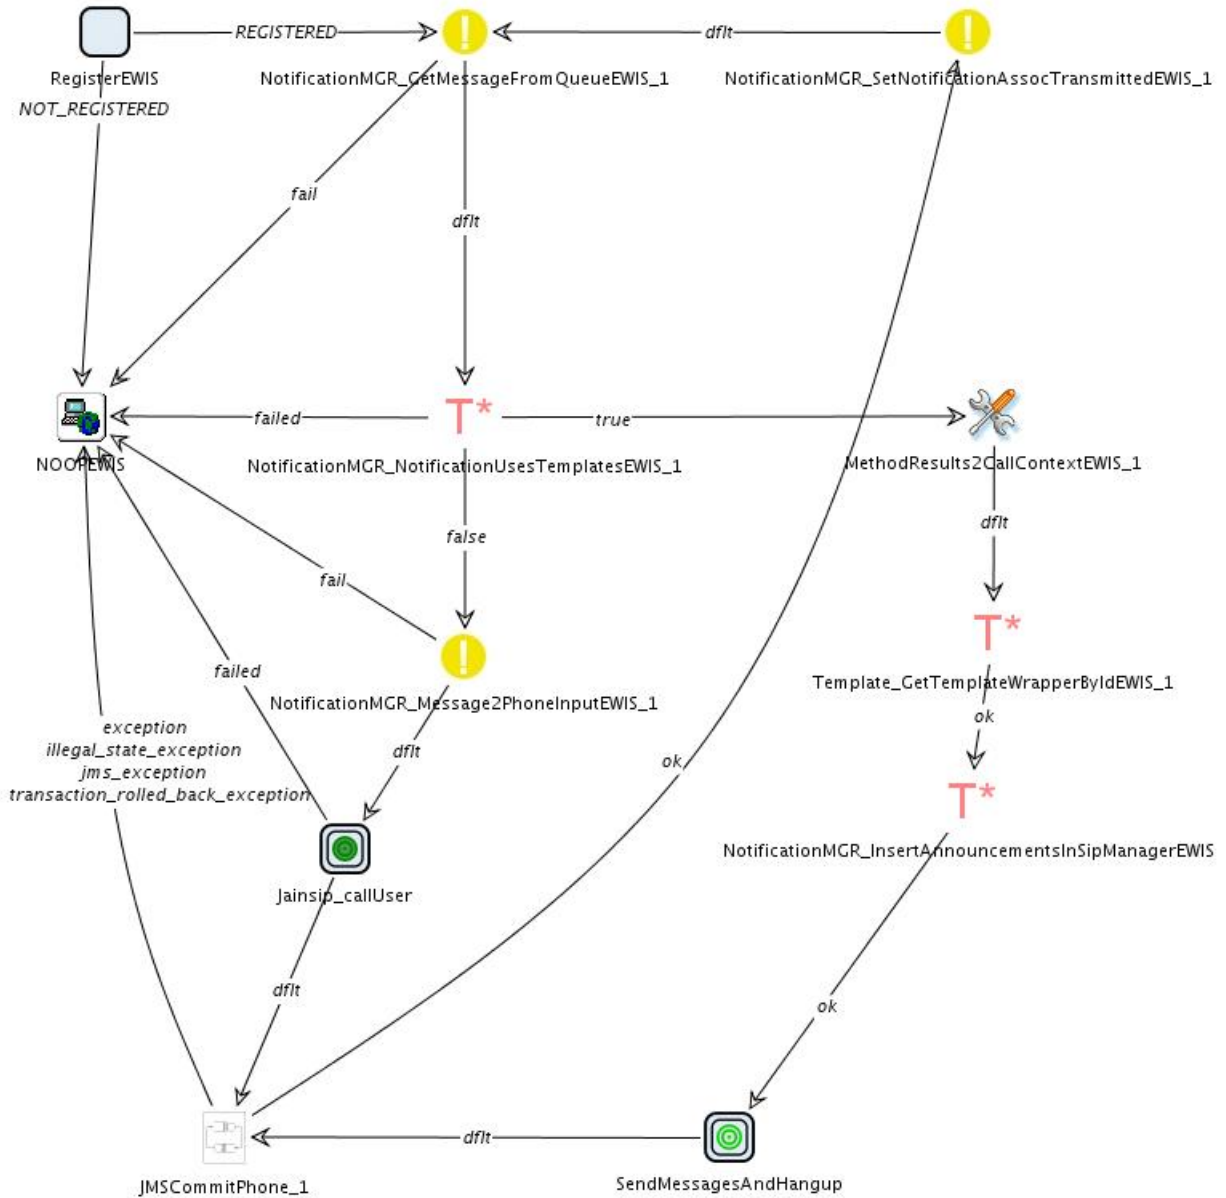 REGISTERED
dflt
RegisterEWIS
NotificationMGR_GetMessageFromQueueEWIS_1
NotificationMGR_SetNotificationAssocTransmittedEWIS_1
NOT_REGISTERED
fail
dflt
failed
T*
true
NOOPEWIS
NotificationMGR_NotificationUsesTemplatesEWIS_1
MethodResults2CallContextEWIS_1
dflt
false
fail
T*
failed
Template_GetTemplateWrapperByIdEWIS_1
NotificationMGR_Message2PhoneInputEWIS_1
ok
exception
illegal_state_exception
jms_exception
transaction_rolled_back_exception
dflt
ok
T*
NotificationMGR_InsertAnnouncementsInSipManagerEWIS
Jainsip_callUser
dflt
ok
dflt
JMSCommitPhone_1
SendMessagesAndHangup